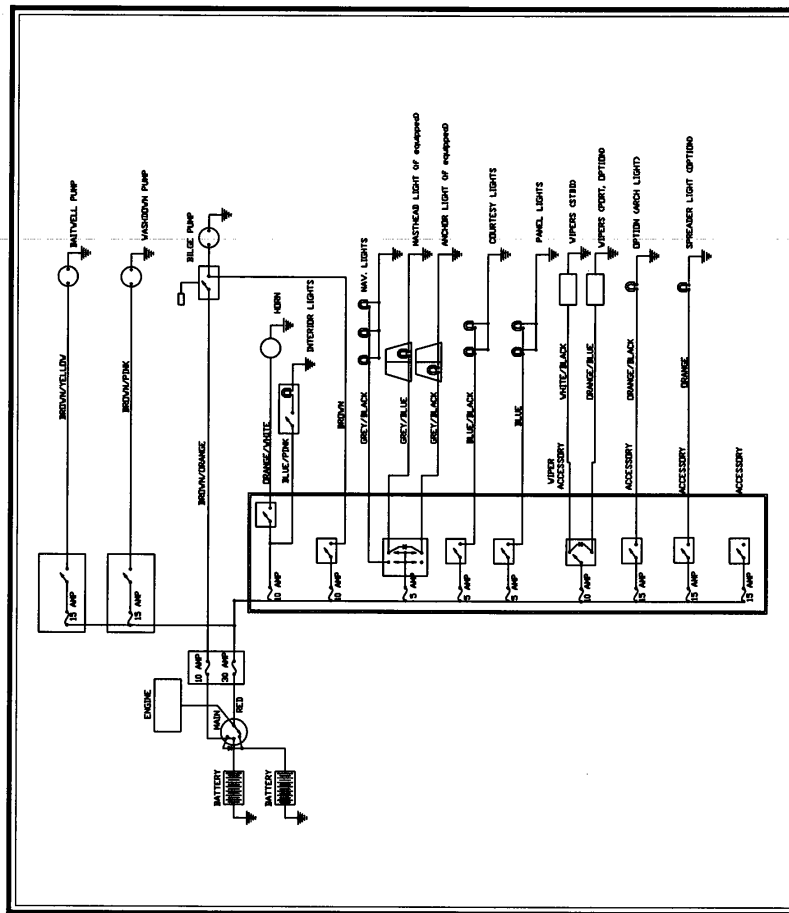 BAITWELL PUMP
WASHDOWN PUMP
BILGE PUMP
HORN
INTERIOR LIGHTS
NAV. LIGHTS
MASTHEAD LIGHT (If equipped)
ANCHOR LIGHT (If equipped)
COURTESY LIGHTS
PANEL LIGHTS
VIPERS (STBD)
VIPERS (PORT, OPTION)
OPTION (ARCH LIGHT)
SPREADER LIGHT (OPTION)
BROWN/YELLOW
BROWN/PINK
BROWN/ORANGE
ORANGE/WHITE
BLUE/PINK
BROWN
GREY/BLACK
GREY/BLUE
GREY/BLACK
BLUE/BLACK
BLUE
WHITE/BLACK
ORANGE/BLUE
ORANGE/BLACK
ORANGE
VIPER
ACCESSORY
ACCESSORY
ACCESSORY
ACCESSORY
15 AMP
15 AMP
10 AMP
10 AMP
5 AMP
5 AMP
5 AMP
10 AMP
15 AMP
15 AMP
15 AMP
10 AMP
30 AMP
ENGINE
MAIN
RED
BATTERY
BATTERY